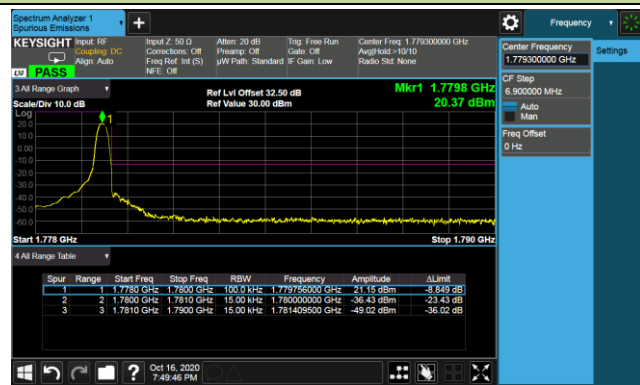 Spectrum Analyzer 1
Spurious Emissions
Frequency
KEYSIGHT
Input: RF
Coupling: DC
Align: Auto
Input Z: 50 Ω
Corrections: Off
Freq Ref: Int (S)
NFE: Off
Atten: 20 dB
Preamp: Off
µW Path: Standard
Trig: Free Run
Gate: Off
IF Gain: Low
Center Freq: 1.779300000 GHz
Avg|Hold:>10/10
Radio Std: None
LXI PASS
Center Frequency
1.779300000 GHz
Settings
CF Step
6.900000 MHz
Auto
Man
Freq Offset
0 Hz
3 All Range Graph
Scale/Div 10.0 dB
Ref Lvl Offset 32.50 dB
Ref Value 30.00 dBm
Mkr1 1.7798 GHz
20.37 dBm
Log
1
20.0
10.0
0.00
-10.0
-20.0
-30.0
-40.0
-50.0
-60.0
Start 1.778 GHz
Stop 1.790 GHz
4 All Range Table
Spur Range Start Freq Stop Freq RBW Frequency Amplitude ΔLimit
1 1 1.7780 GHz 1.7800 GHz 100.0 kHz 1.779756000 GHz 21.15 dBm -8.849 dB
2 2 1.7800 GHz 1.7810 GHz 15.00 kHz 1.780000000 GHz -36.43 dBm -23.43 dB
3 3 1.7810 GHz 1.7900 GHz 15.00 kHz 1.781409500 GHz -49.02 dBm -36.02 dB
Oct 16, 2020
7:49:46 PM